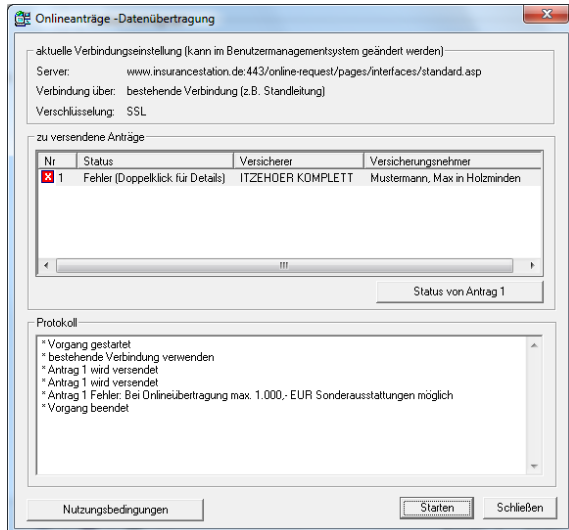 Onlineanträge -Datenübertragung
aktuelle Verbindungseinstellung (kann im Benutzermanagementsystem geändert werden)
Server: www.insurancestation.de:443/online-request/pages/interfaces/standard.asp
Verbindung über: bestehende Verbindung (z.B. Standleitung)
Verschlüsselung: SSL
zu versendene Anträge
Nr Status Versicherer Versicherungsnehmer
1 Fehler (Doppelklick für Details) ITZEHOER KOMPLETT Mustermann, Max in Holzminden
Status von Antrag 1
Protokoll
* Vorgang gestartet
* bestehende Verbindung verwenden
* Antrag 1 wird versendet
* Antrag 1 wird versendet
* Antrag 1 Fehler: Bei Onlineübertragung max. 1.000,- EUR Sonderausstattungen möglich
* Vorgang beendet
Nutzungsbedingungen Starten Schließen